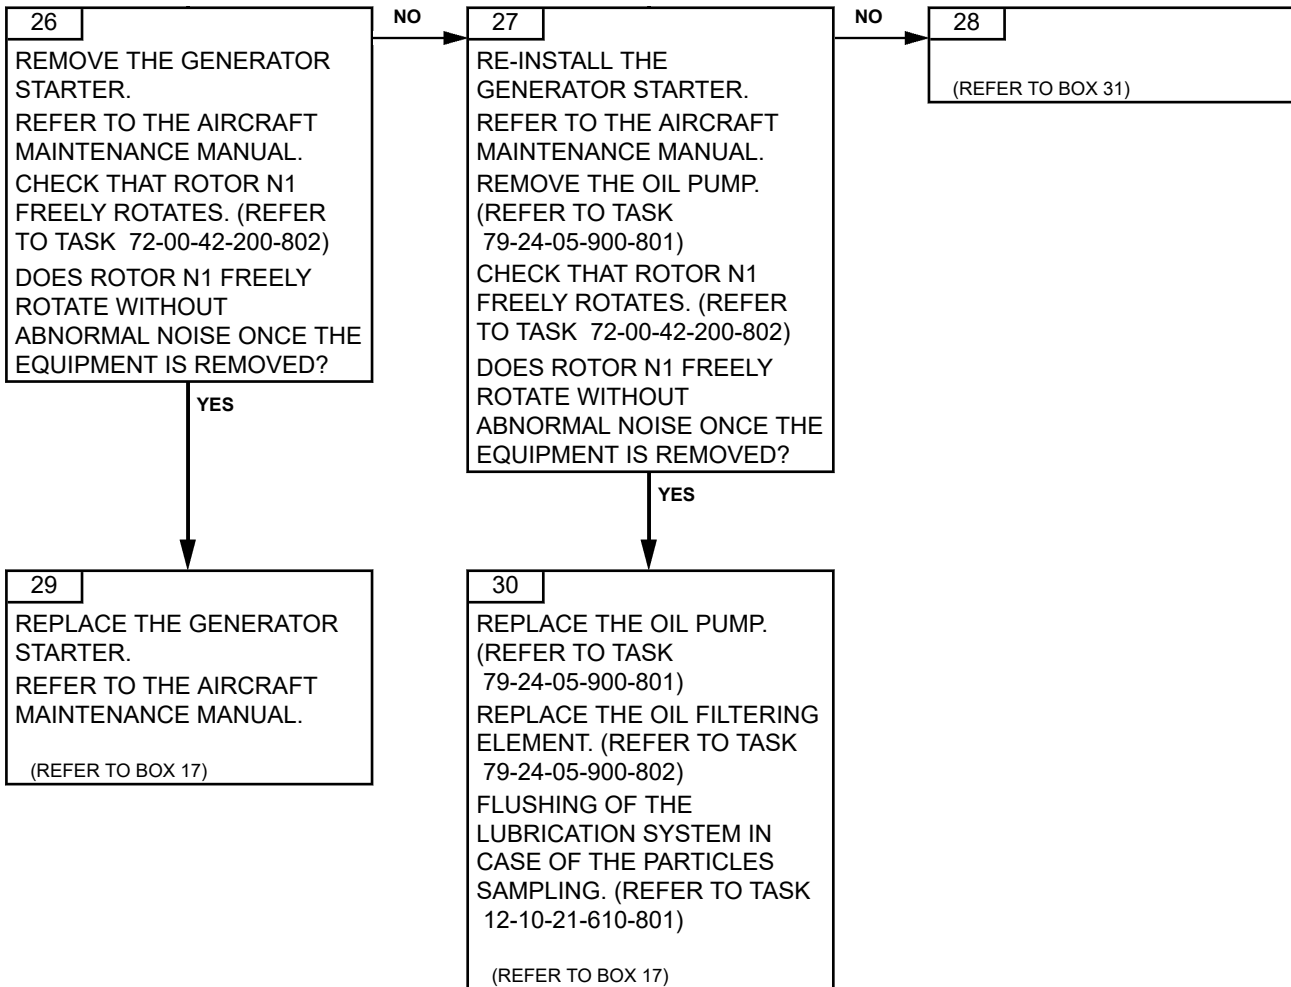 26
REMOVE THE GENERATOR
STARTER.
REFER TO THE AIRCRAFT
MAINTENANCE MANUAL.
CHECK THAT ROTOR N1
FREELY ROTATES. (REFER
TO TASK 72-00-42-200-802)
DOES ROTOR N1 FREELY
ROTATE WITHOUT
ABNORMAL NOISE ONCE THE
EQUIPMENT IS REMOVED?
NO
27
RE-INSTALL THE
GENERATOR STARTER.
REFER TO THE AIRCRAFT
MAINTENANCE MANUAL.
REMOVE THE OIL PUMP.
(REFER TO TASK
79-24-05-900-801)
CHECK THAT ROTOR N1
FREELY ROTATES. (REFER
TO TASK 72-00-42-200-802)
DOES ROTOR N1 FREELY
ROTATE WITHOUT
ABNORMAL NOISE ONCE THE
EQUIPMENT IS REMOVED?
NO
28
(REFER TO BOX 31)
YES
YES
29
REPLACE THE GENERATOR
STARTER.
REFER TO THE AIRCRAFT
MAINTENANCE MANUAL.
(REFER TO BOX 17)
30
REPLACE THE OIL PUMP.
(REFER TO TASK
79-24-05-900-801)
REPLACE THE OIL FILTERING
ELEMENT. (REFER TO TASK
79-24-05-900-802)
FLUSHING OF THE
LUBRICATION SYSTEM IN
CASE OF THE PARTICLES
SAMPLING. (REFER TO TASK
12-10-21-610-801)
(REFER TO BOX 17)